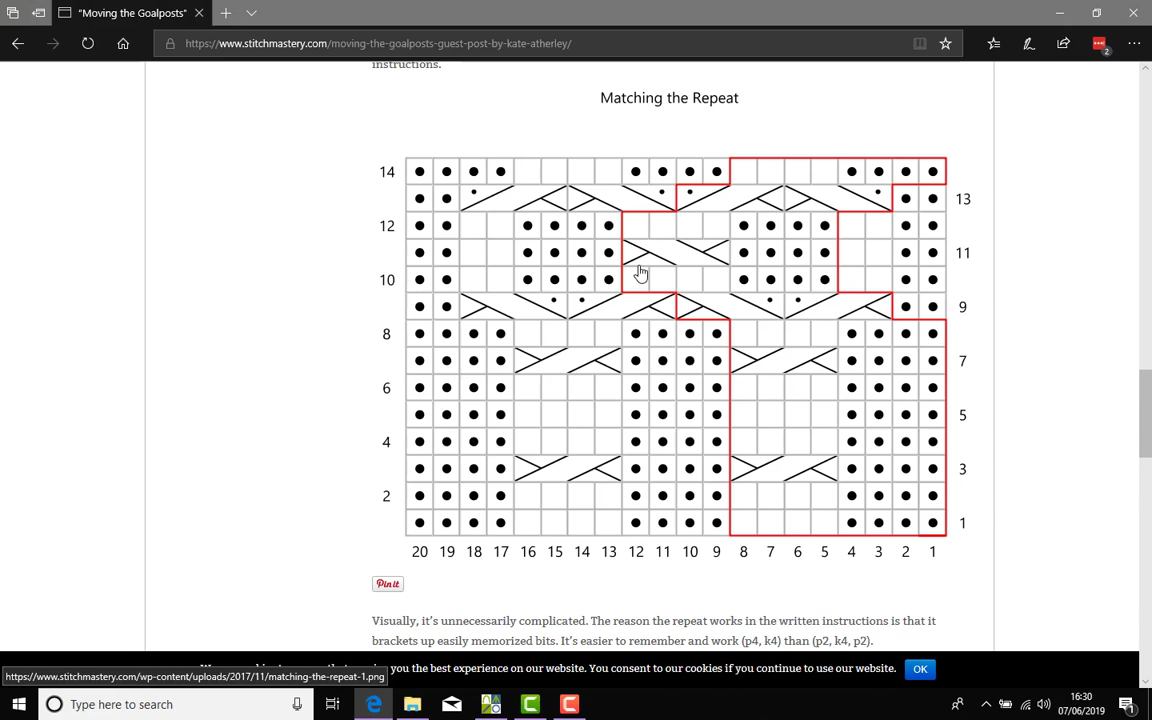 "Moving the Goalposts"
https://www.stitchmastery.com/moving-the-goalposts-guest-post-by-kate-atherley/
2
instructions.
Matching the Repeat
14
13
12
11
10
9
8
7
6
5
4
3
2
1
20 19 18 17 16 15 14 13 12 11 10 9 8 7 6 5 4 3 2 1
Pin it
Visually, it's unnecessarily complicated. The reason the repeat works in the written instructions is that it
brackets up easily memorized bits. It's easier to remember and work (p4, k4) than (p2, k4, p2).
you the best experience on our website. You consent to our cookies if you continue to use our website.
OK
https://www.stitchmastery.com/wp-content/uploads/2017/11/matching-the-repeat-1.png
Type here to search
16:30
07/06/2019
1